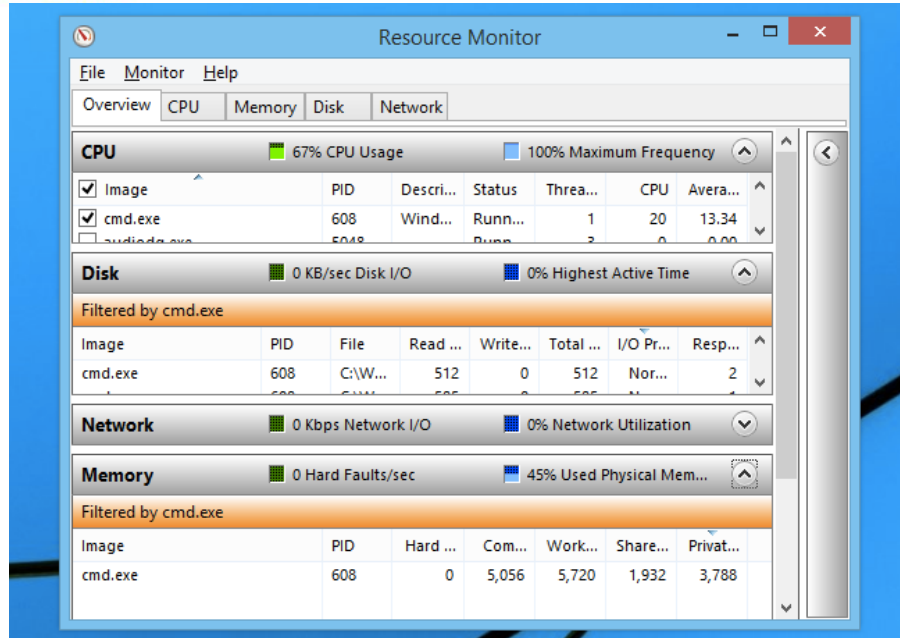 Resource Monitor
File Monitor Help
Overview CPU Memory Disk Network
CPU 67% CPU Usage 100% Maximum Frequency
Image PID Descri... Status Threa... CPU Avera...
cmd.exe 608 Wind... Runn... 1 20 13.34
Disk 0 KB/sec Disk I/O 0% Highest Active Time
Filtered by cmd.exe
Image PID File Read ... Write... Total ... I/O Pr... Resp...
cmd.exe 608 C:\W... 512 0 512 Nor... 2
Network 0 Kbps Network I/O 0% Network Utilization
Memory 0 Hard Faults/sec 45% Used Physical Mem...
Filtered by cmd.exe
Image PID Hard ... Com... Work... Share... Privat...
cmd.exe 608 0 5,056 5,720 1,932 3,788